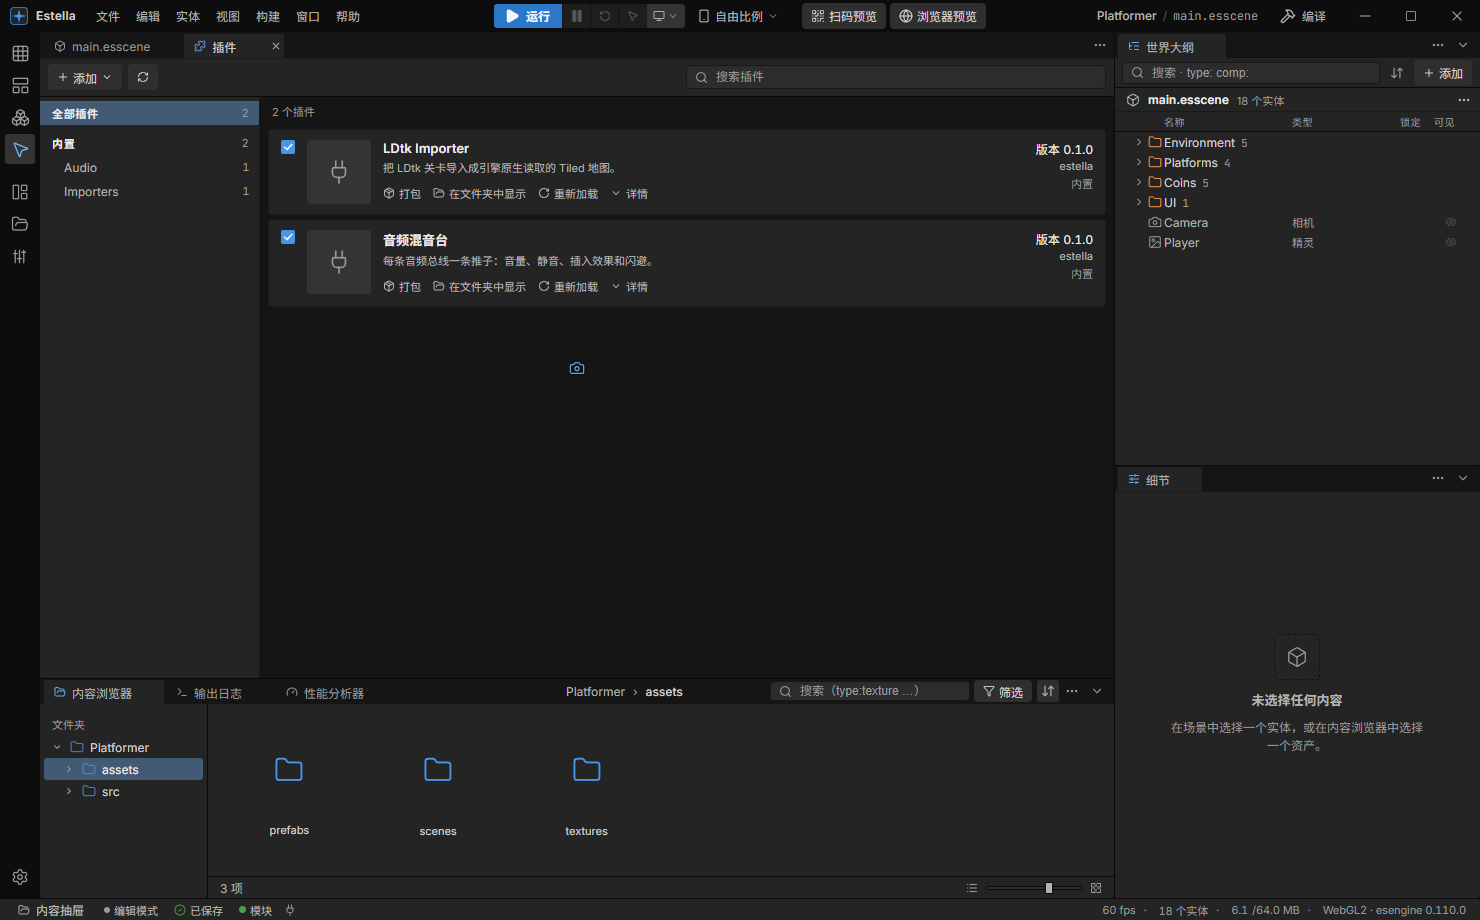 Estella 文件 编辑 实体 视图 构建 窗口 帮助 运行 自由比例 扫码预览 浏览器预览 Platformer / main.esscene 编译
main.esscene 插件
添加 搜索插件
全部插件 2
内置 2
Audio 1
Importers 1
2 个插件
LDtk Importer 版本 0.1.0
把 LDtk 关卡导入成引擎原生读取的 Tiled 地图。 estella
内置
打包 在文件夹中显示 重新加载 详情
音频混音台 版本 0.1.0
每条音频总线一条推子：音量、静音、插入效果和闪避。 estella
内置
打包 在文件夹中显示 重新加载 详情
世界大纲
搜索 · type: comp: 添加
main.esscene 18 个实体
名称 类型 锁定 可见
Environment 5
Platforms 4
Coins 5
UI 1
Camera 相机
Player 精灵
细节
未选择任何内容
在场景中选择一个实体，或在内容浏览器中选择
一个资产。
内容浏览器 输出日志 性能分析器 Platformer › assets 搜索（type:texture ...） 筛选
文件夹
Platformer
assets
src
prefabs scenes textures
3 项
内容抽屉 编辑模式 已保存 模块 60 fps · 18 个实体 · 6.1 /64.0 MB · WebGL2 · esengine 0.110.0